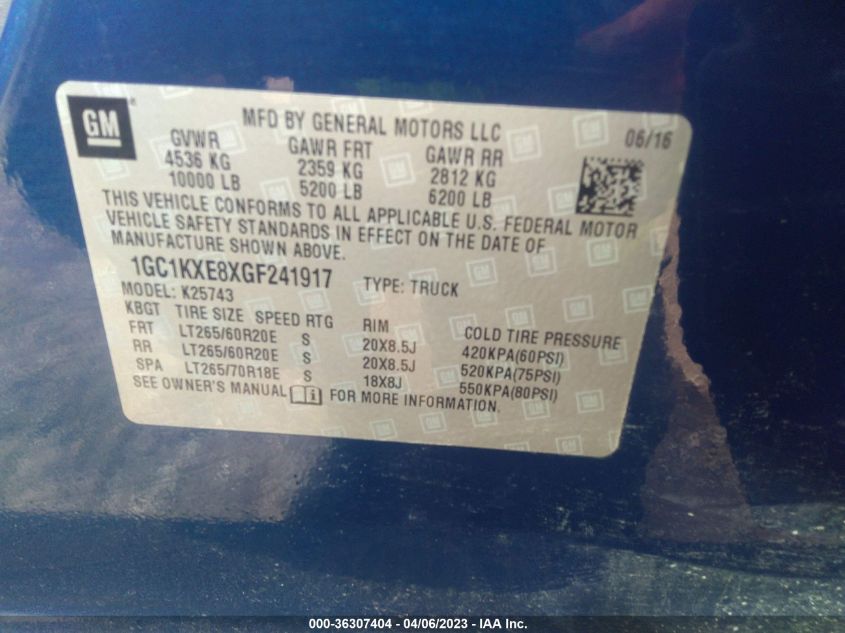 GM
MFD BY GENERAL MOTORS LLC 06/16
GVWR GAWR FRT GAWR RR
4536 KG 2359 KG 2812 KG
10000 LB 5200 LB 6200 LB
THIS VEHICLE CONFORMS TO ALL APPLICABLE U.S. FEDERAL MOTOR
VEHICLE SAFETY STANDARDS IN EFFECT ON THE DATE OF
MANUFACTURE SHOWN ABOVE.
1GC1KXE8XGF241917 TYPE: TRUCK
MODEL: K25743
KBGT TIRE SIZE SPEED RTG RIM COLD TIRE PRESSURE
FRT LT265/60R20E S 20X8.5J 420KPA(60PSI)
RR LT265/60R20E S 20X8.5J 520KPA(75PSI)
SPA LT265/70R18E S 18X8J 550KPA(80PSI)
SEE OWNER'S MANUAL i FOR MORE INFORMATION.
000-36307404 - 04/06/2023 - IAA Inc.